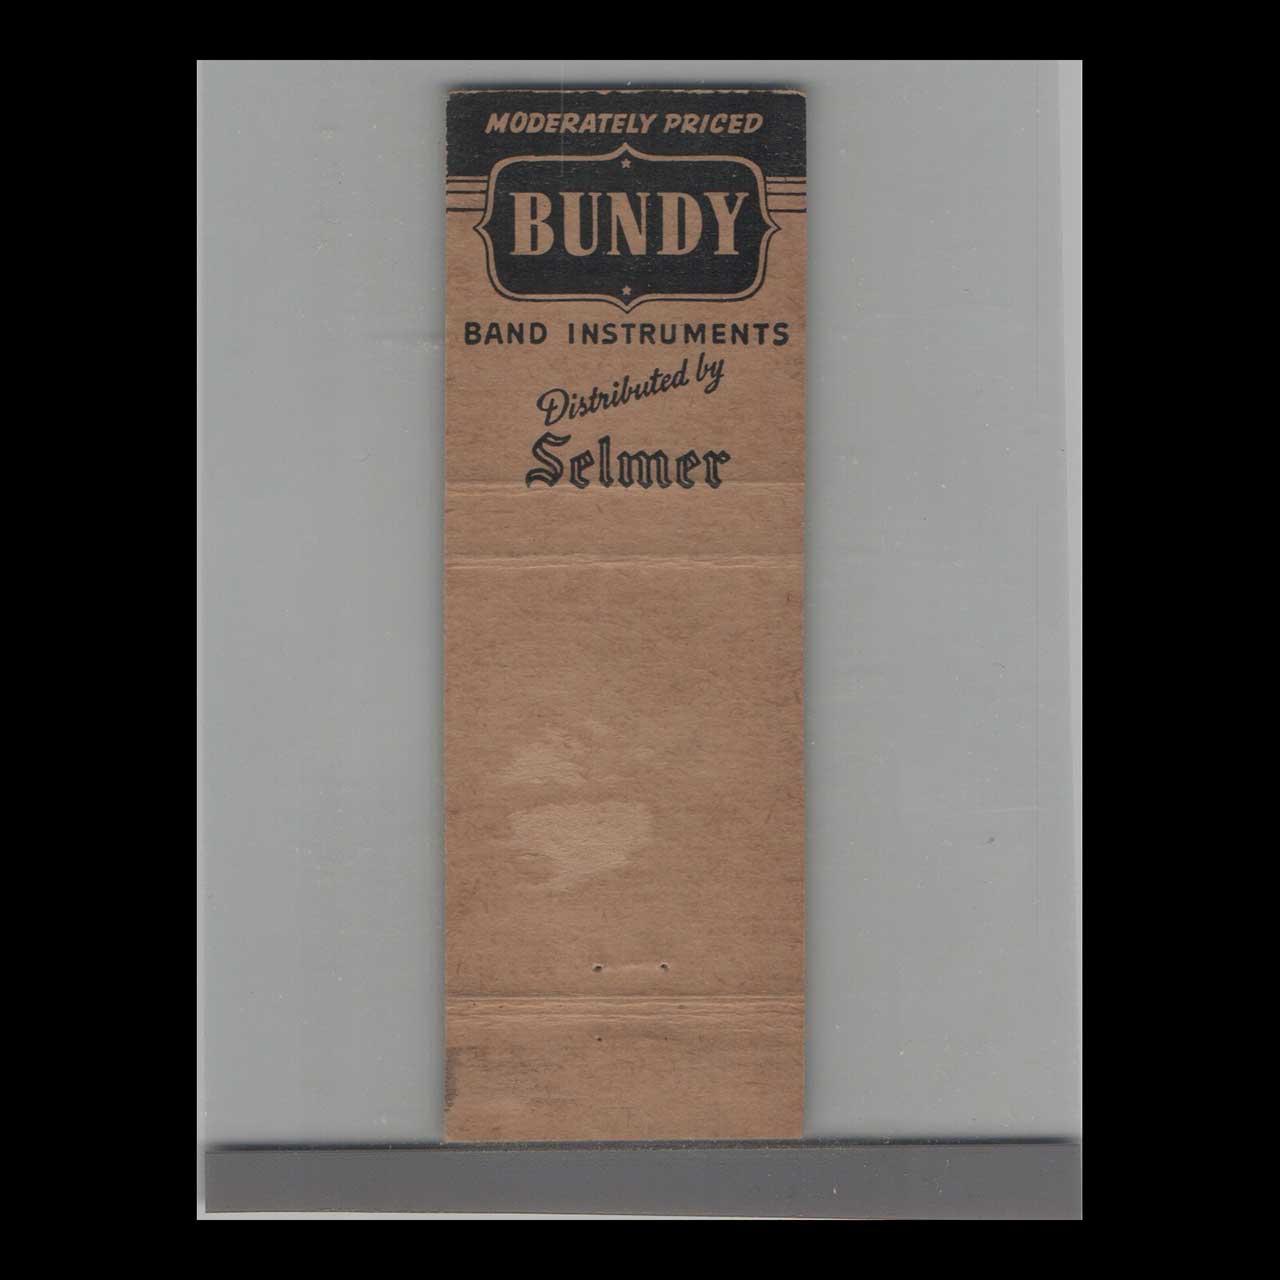 MODERATELY PRICED
BUNDY
BAND INSTRUMENTS
Distributed by
Selmer